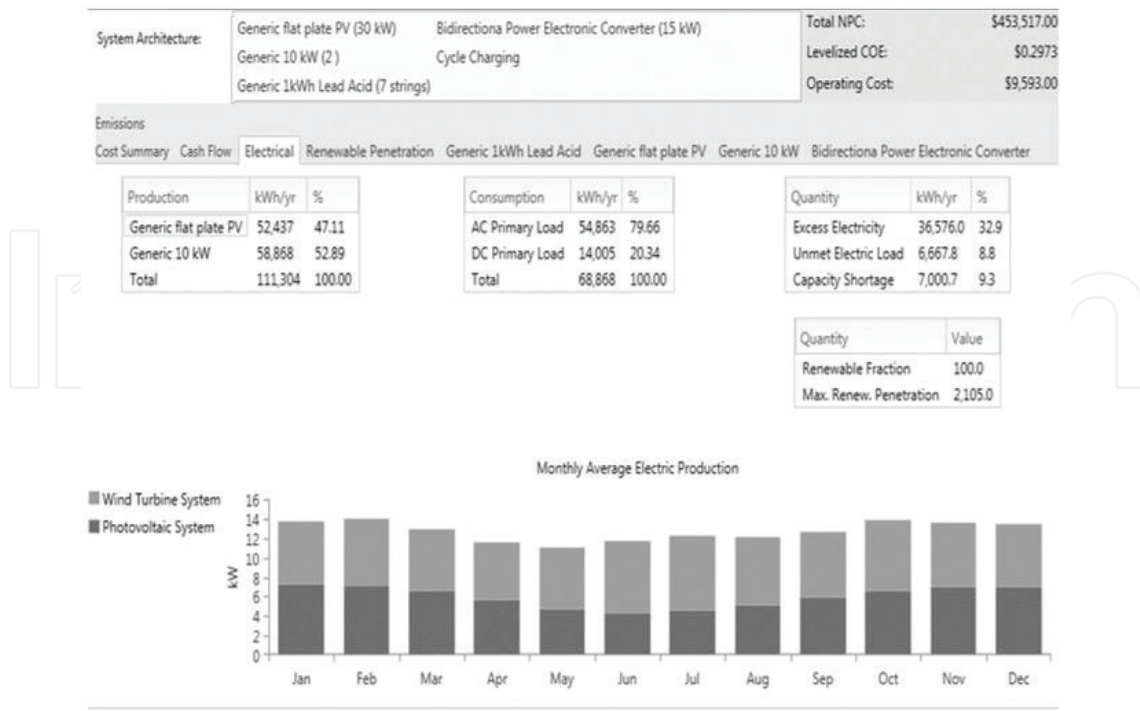 System Architecture:
Generic flat plate PV (30 kW) Bidirectiona Power Electronic Converter (15 kW)
Generic 10 kW (2 ) Cycle Charging
Generic 1kWh Lead Acid (7 strings)
Total NPC: $453,517.00
Levelized COE: $0.2973
Operating Cost: $9,593.00
Emissions
Cost Summary Cash Flow Electrical Renewable Penetration Generic 1kWh Lead Acid Generic flat plate PV Generic 10 kW Bidirectiona Power Electronic Converter
Production kWh/yr %
Generic flat plate PV 52,437 47.11
Generic 10 kW 58,868 52.89
Total 111,304 100.00
Consumption kWh/yr %
AC Primary Load 54,863 79.66
DC Primary Load 14,005 20.34
Total 68,868 100.00
Quantity kWh/yr %
Excess Electricity 36,576.0 32.9
Unmet Electric Load 6,667.8 8.8
Capacity Shortage 7,000.7 9.3
Quantity Value
Renewable Fraction 100.0
Max. Renew. Penetration 2,105.0
Monthly Average Electric Production
Wind Turbine System
Photovoltaic System
kW
16
14
12
10
8
6
4
2
0
Jan Feb Mar Apr May Jun Jul Aug Sep Oct Nov Dec